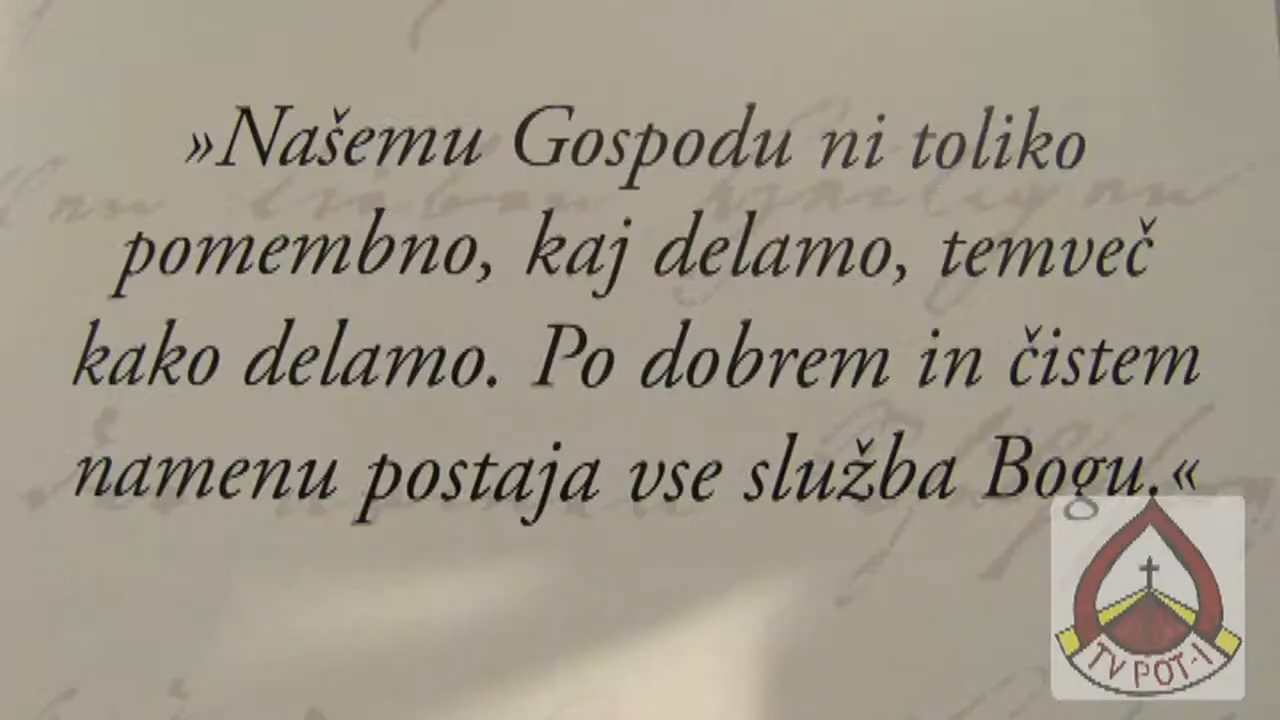 »Našemu Gospodu ni toliko
pomembno, kaj delamo, temveč
kako delamo. Po dobrem in čistem
namenu postaja vse služba Bogu.«
TV POT-1